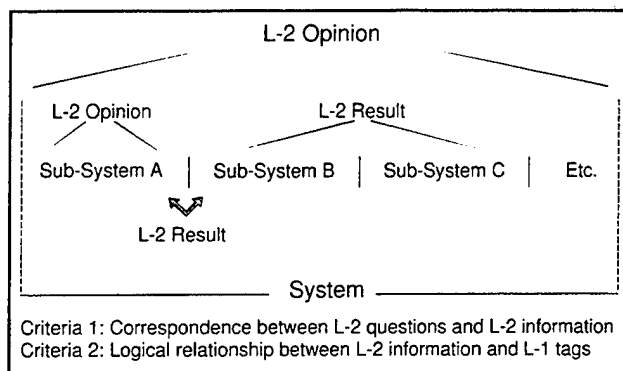 L-2 Opinion
L-2 Opinion L-2 Result
Sub-System A Sub-System B Sub-System C Etc.
L-2 Result
System
Criteria 1: Correspondence between L-2 questions and L-2 information
Criteria 2: Logical relationship between L-2 information and L-1 tags